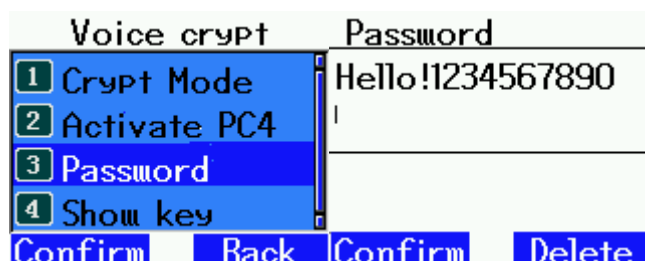 Voice crypt
1 Crypt Mode
2 Activate PC4
3 Password
4 Show key
Confirm Back
Password
Hello!1234567890
Confirm Delete